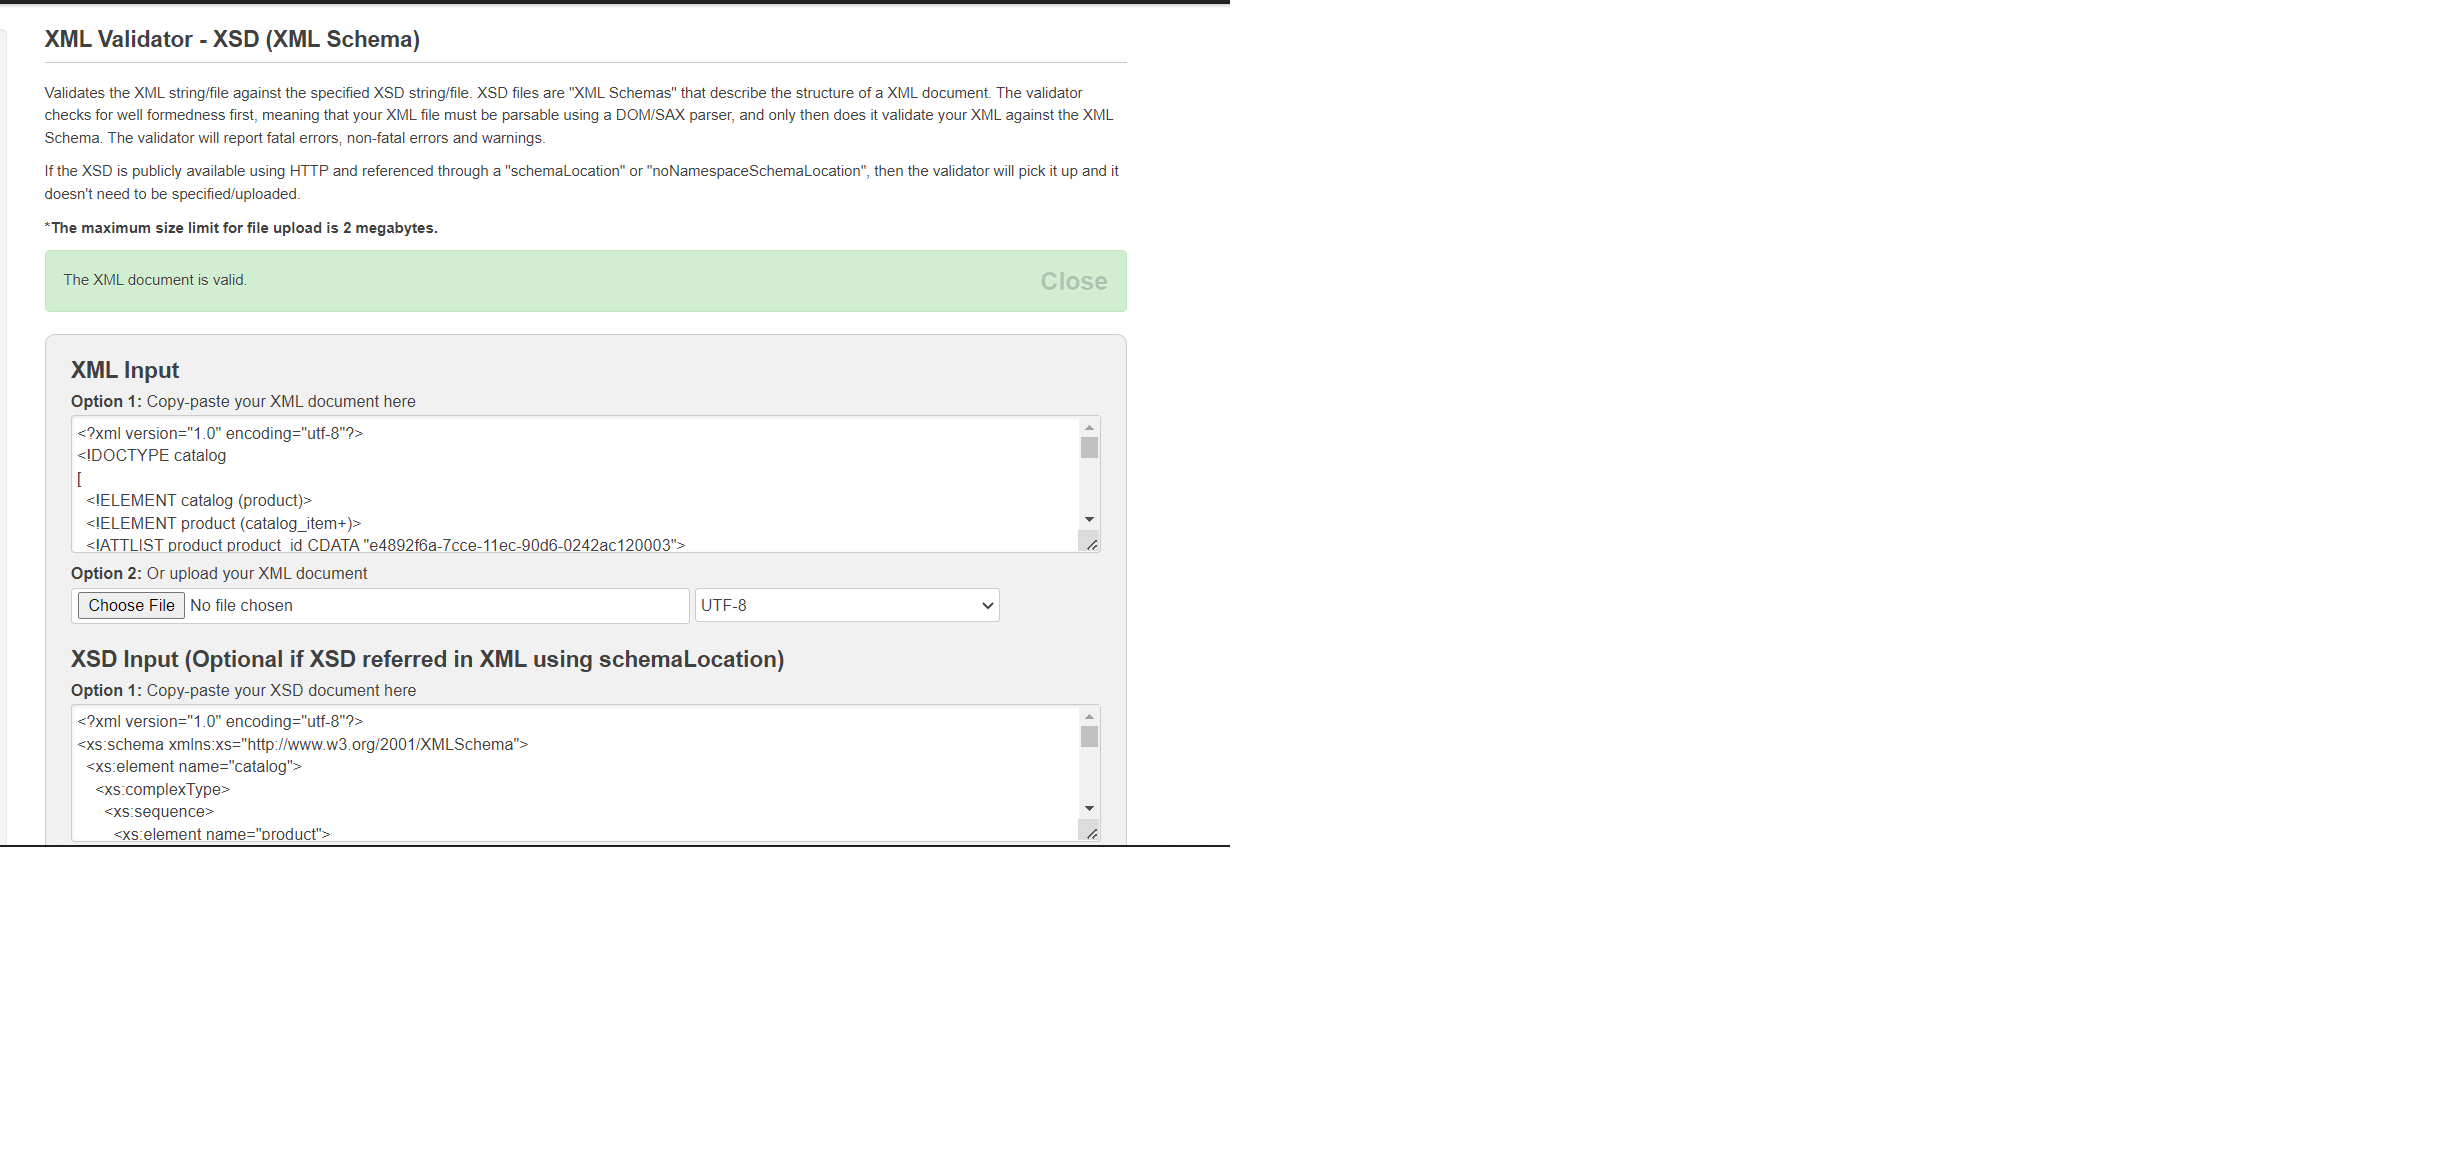 XML Validator - XSD (XML Schema)
Validates the XML string/file against the specified XSD string/file. XSD files are "XML Schemas" that describe the structure of a XML document. The validator
checks for well formedness first, meaning that your XML file must be parsable using a DOM/SAX parser, and only then does it validate your XML against the XML
Schema. The validator will report fatal errors, non-fatal errors and warnings.
If the XSD is publicly available using HTTP and referenced through a "schemaLocation" or "noNamespaceSchemaLocation", then the validator will pick it up and it
doesn't need to be specified/uploaded.
*The maximum size limit for file upload is 2 megabytes.
The XML document is valid. Close
XML Input
Option 1: Copy-paste your XML document here
<?xml version="1.0" encoding="utf-8"?>
<!DOCTYPE catalog
[
<!ELEMENT catalog (product)>
<!ELEMENT product (catalog_item+)>
<!ATTLIST product product_id CDATA "e4892f6a-7cce-11ec-90d6-0242ac120003">
Option 2: Or upload your XML document
Choose File No file chosen UTF-8
XSD Input (Optional if XSD referred in XML using schemaLocation)
Option 1: Copy-paste your XSD document here
<?xml version="1.0" encoding="utf-8"?>
<xs:schema xmlns:xs="http://www.w3.org/2001/XMLSchema">
<xs:element name="catalog">
<xs:complexType>
<xs:sequence>
<xs:element name="product">